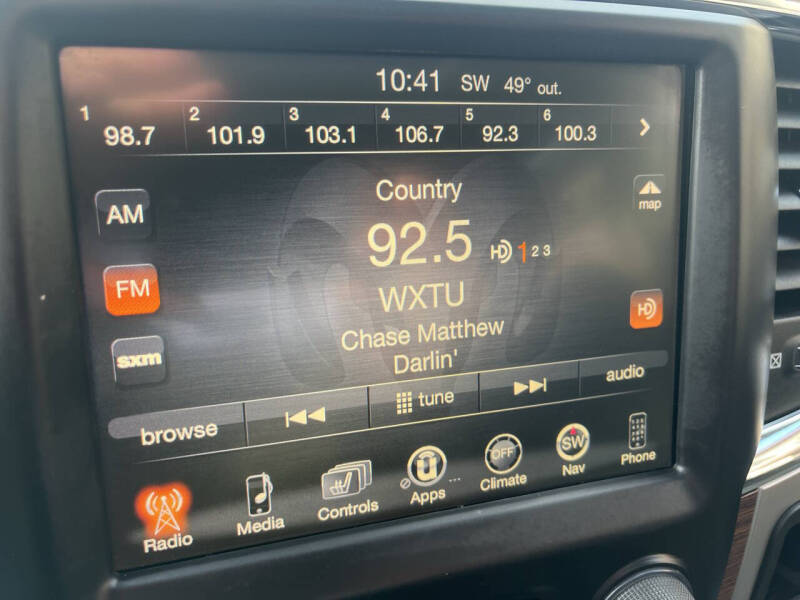 10:41 SW 49° out.
1 98.7 2 101.9 3 103.1 4 106.7 5 92.3 6 100.3
Country
map
AM
92.5 HD 1 2 3
FM
WXTU
HD
Chase Matthew
sxm
Darlin'
browse tune audio
OFF SW
Radio Media Controls Apps Climate Nav Phone